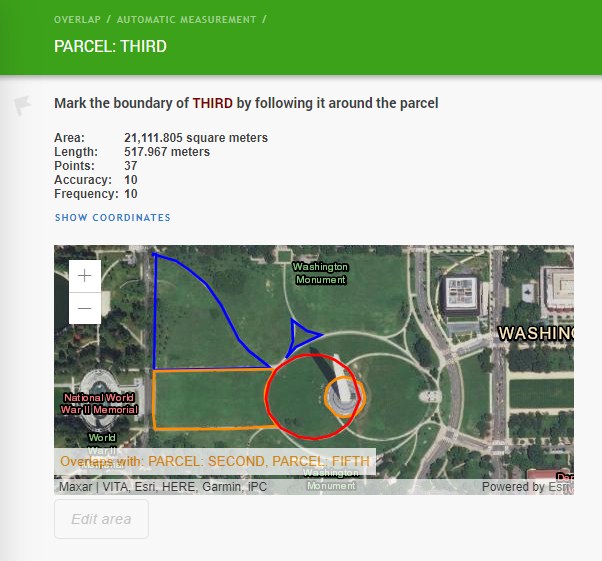 OVERLAP / AUTOMATIC MEASUREMENT /
PARCEL: THIRD
Mark the boundary of THIRD by following it around the parcel
Area: 21,111.805 square meters
Length: 517.967 meters
Points: 37
Accuracy: 10
Frequency: 10
SHOW COORDINATES
+
Washington
Monument
−
WASHIN
National World
War II Memorial
World
War II
Overlaps with: PARCEL: SECOND, PARCEL: FIFTH
Washington
Monument
Maxar | VITA, Esri, HERE, Garmin, iPC
Powered by Esri
Edit area